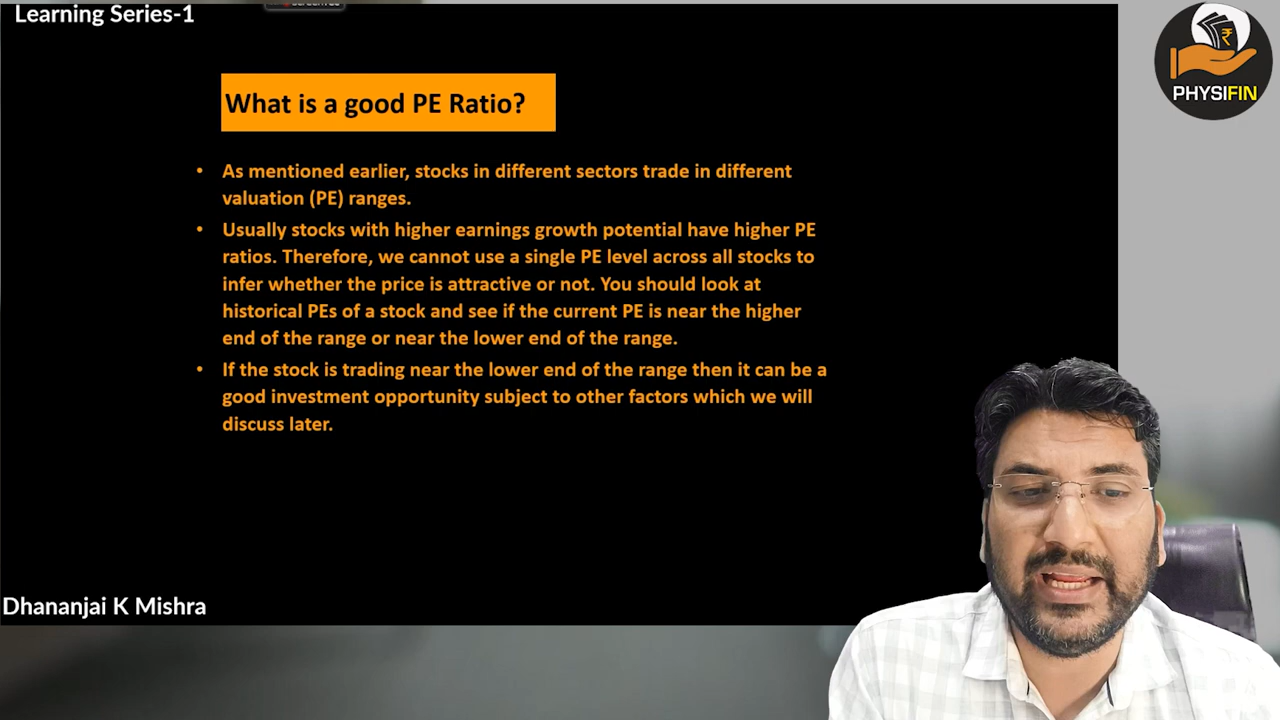 Learning Series-1
PHYSIFIN
What is a good PE Ratio?
• As mentioned earlier, stocks in different sectors trade in different
valuation (PE) ranges.
• Usually stocks with higher earnings growth potential have higher PE
ratios. Therefore, we cannot use a single PE level across all stocks to
infer whether the price is attractive or not. You should look at
historical PEs of a stock and see if the current PE is near the higher
end of the range or near the lower end of the range.
• If the stock is trading near the lower end of the range then it can be a
good investment opportunity subject to other factors which we will
discuss later.
Dhananjai K Mishra